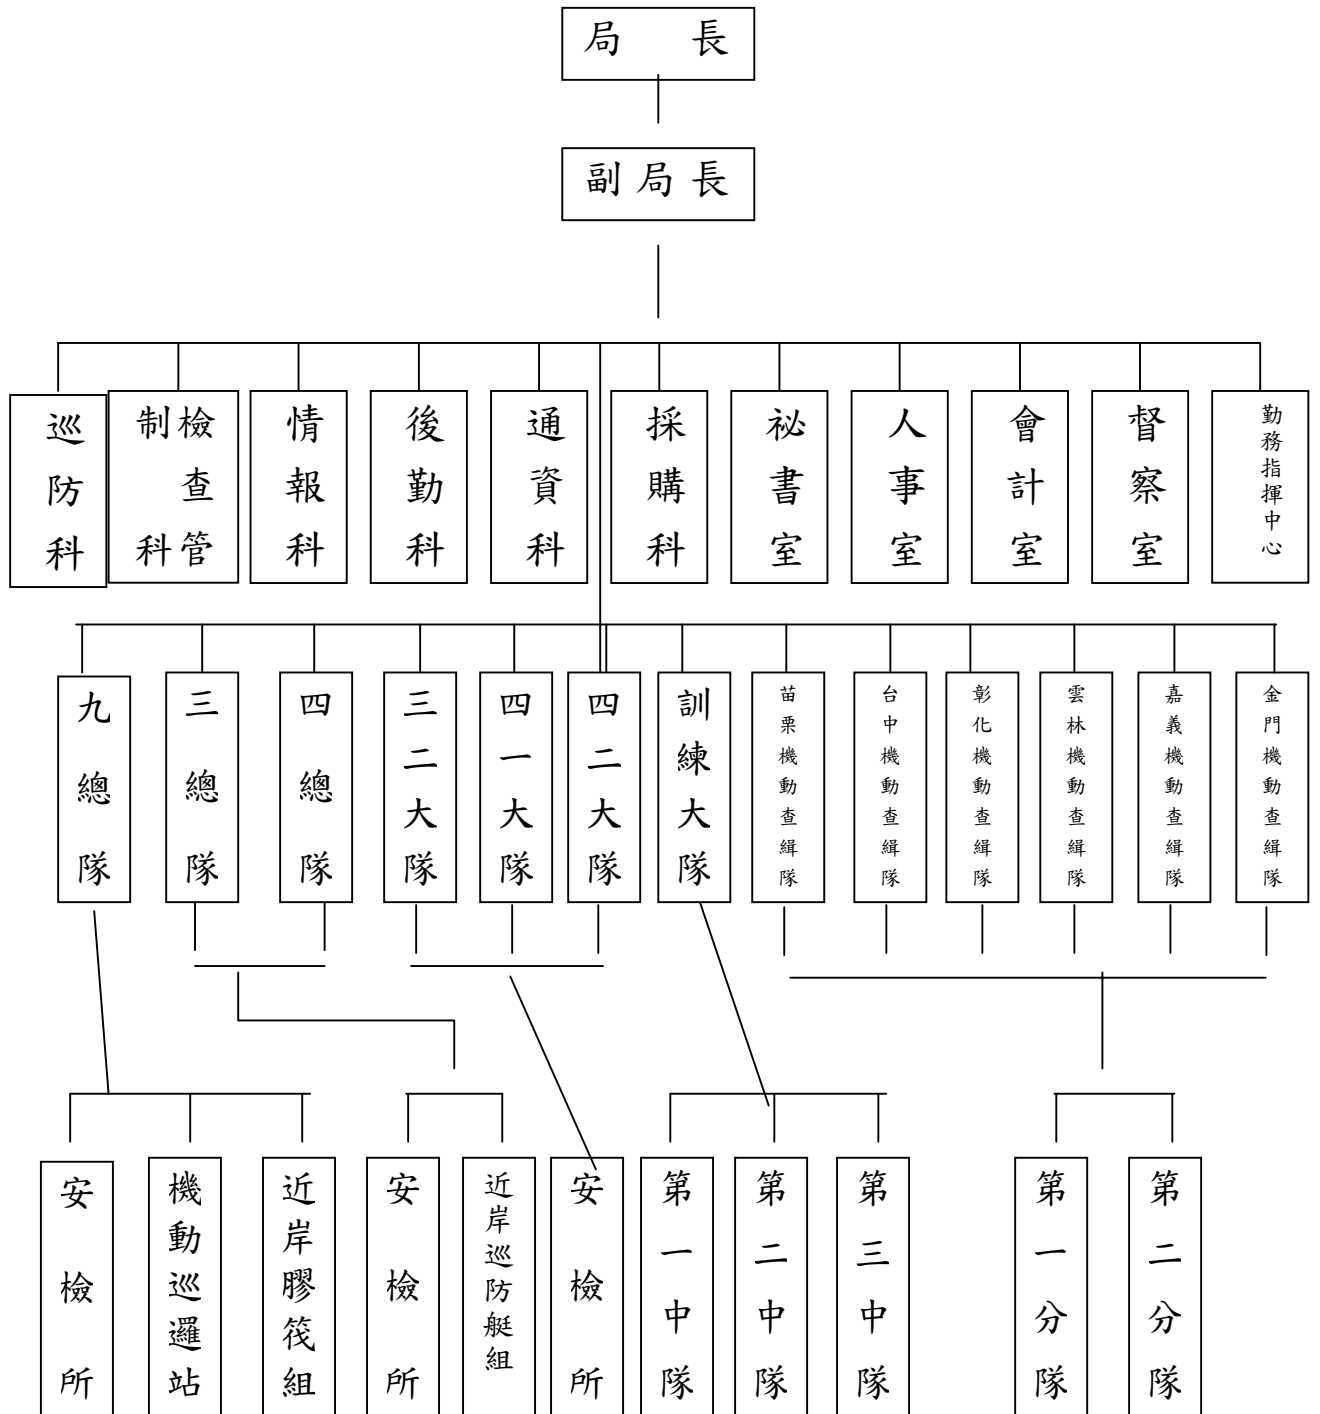 局長
副局長
巡防科
檢查管制科
情報科
後勤科
通資科
採購科
祕書室
人事室
會計室
督察室
勤務指揮中心
九總隊
三總隊
四總隊
三二大隊
四一大隊
四二大隊
訓練大隊
苗栗機動查緝隊
台中機動查緝隊
彰化機動查緝隊
雲林機動查緝隊
嘉義機動查緝隊
金門機動查緝隊
安檢所
機動巡邏站
近岸膠筏組
安檢所
近岸巡防艇組
安檢所
第一中隊
第二中隊
第三中隊
第一分隊
第二分隊